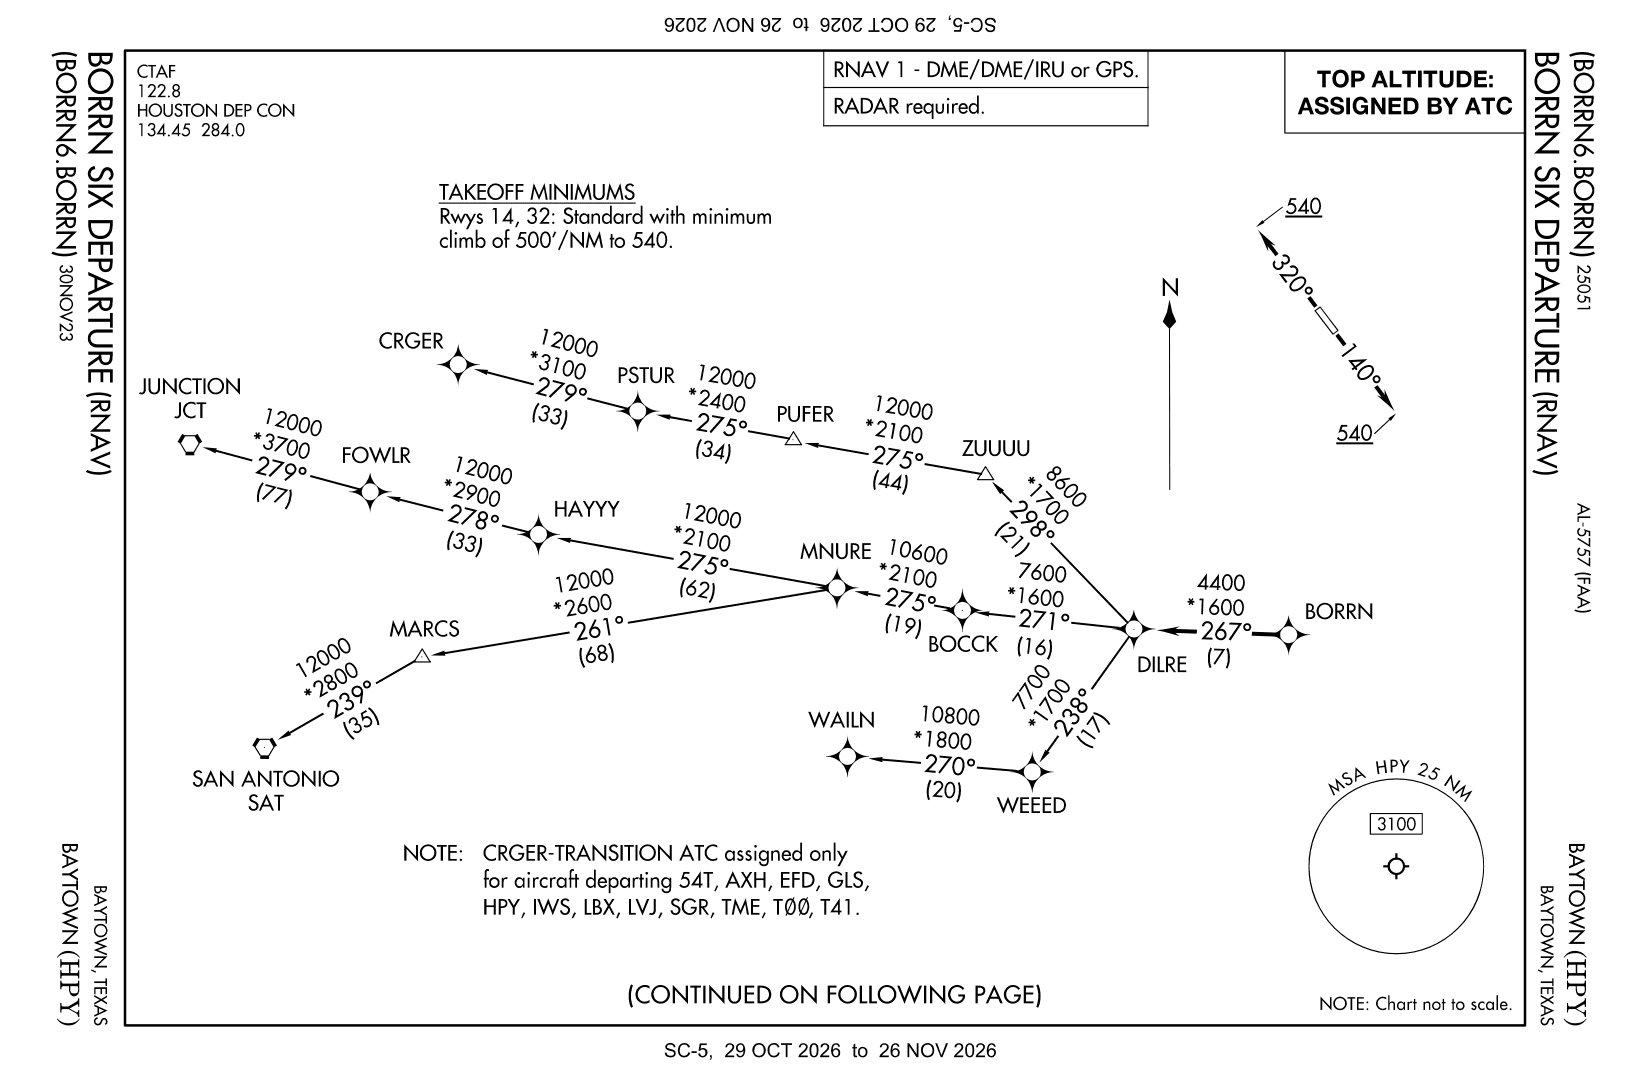 SC-5, 29 OCT 2026 to 26 NOV 2026
BORRN SIX DEPARTURE (RNAV)
(BORRN6.BORRN) 30NOV23
BAYTOWN, TEXAS
BAYTOWN (HPY)
CTAF
122.8
HOUSTON DEP CON
134.45 284.0
RNAV 1 - DME/DME/IRU or GPS.
RADAR required.
TOP ALTITUDE:
ASSIGNED BY ATC
TAKEOFF MINIMUMS
Rwys 14, 32: Standard with minimum
climb of 500'/NM to 540.
540
320°
140°
540
N
CRGER
12000
*3100
279°
(33)
PSTUR
12000
*2400
275°
(34)
PUFER
12000
*2100
275°
(44)
ZUUUU
8600
*1700
298°
(21)
JUNCTION
JCT
12000
*3700
279°
(77)
FOWLR
12000
*2900
278°
(33)
HAYYY
12000
*2100
275°
(62)
MNURE
10600
*2100
275°
(19)
BOCCK
7600
*1600
271°
(16)
DILRE
4400
*1600
267°
(7)
BORRN
MARCS
12000
*2600
261°
(68)
12000
*2800
239°
(35)
SAN ANTONIO
SAT
WAILN
10800
*1800
270°
(20)
WEEED
7700
*1700
238°
(17)
MSA HPY 25 NM
3100
NOTE: CRGER-TRANSITION ATC assigned only
for aircraft departing 54T, AXH, EFD, GLS,
HPY, IWS, LBX, LVJ, SGR, TME, TØØ, T41.
(CONTINUED ON FOLLOWING PAGE)
NOTE: Chart not to scale.
(BORRN6.BORRN) 25051
BORRN SIX DEPARTURE (RNAV)
AL-5757 (FAA)
BAYTOWN (HPY)
BAYTOWN, TEXAS
SC-5, 29 OCT 2026 to 26 NOV 2026